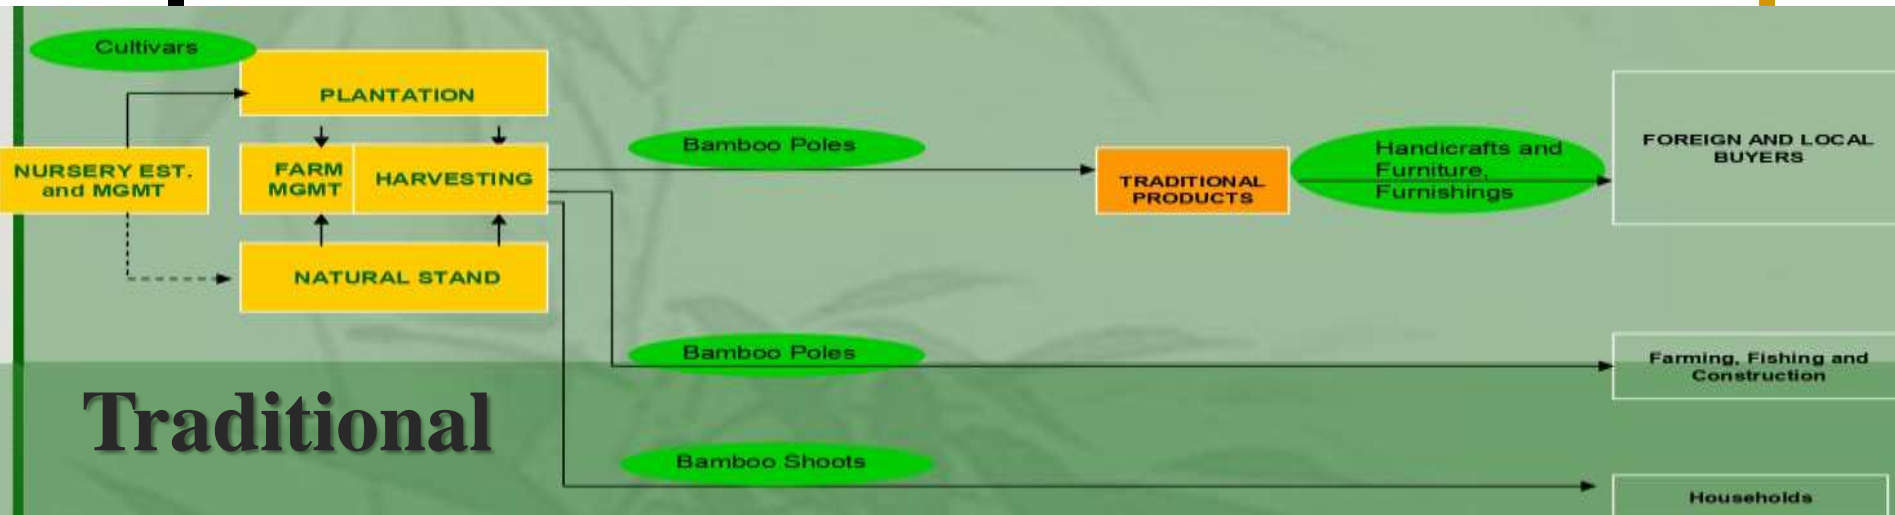 Cultivars
PLANTATION
NURSERY EST.
and MGMT
FARM
MGMT
HARVESTING
NATURAL STAND
Bamboo Poles
TRADITIONAL
PRODUCTS
Handicrafts and
Furniture,
Furnishings
FOREIGN AND LOCAL
BUYERS
Bamboo Poles
Farming, Fishing and
Construction
Traditional
Bamboo Shoots
Households